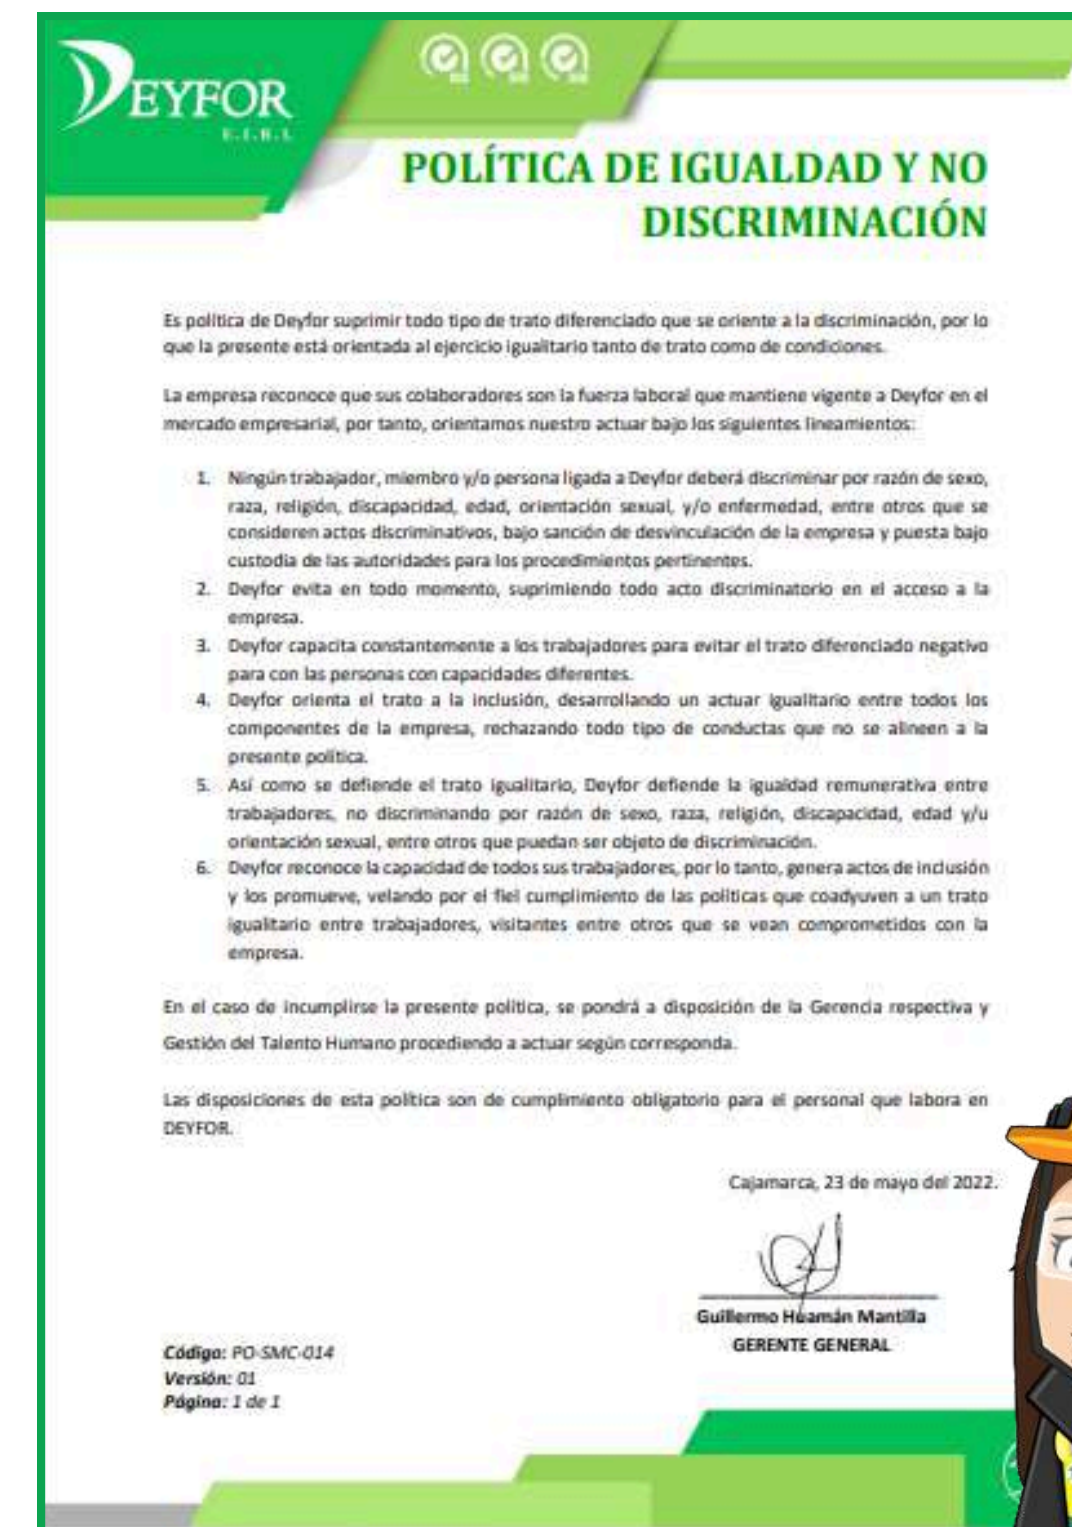 DEYFOR
E.I.R.L
POLÍTICA DE IGUALDAD Y NO
DISCRIMINACIÓN
Es política de Deyfor suprimir todo tipo de trato diferenciado que se oriente a la discriminación, por lo
que la presente está orientada al ejercicio igualitario tanto de trato como de condiciones.
La empresa reconoce que sus colaboradores son la fuerza laboral que mantiene vigente a Deyfor en el
mercado empresarial, por tanto, orientamos nuestro actuar bajo los siguientes lineamientos:
1. Ningún trabajador, miembro y/o persona ligada a Deyfor deberá discriminar por razón de sexo,
raza, religión, discapacidad, edad, orientación sexual, y/o enfermedad, entre otros que se
consideren actos discriminativos, bajo sanción de desvinculación de la empresa y puesta bajo
custodia de las autoridades para los procedimientos pertinentes.
2. Deyfor evita en todo momento, suprimiendo todo acto discriminatorio en el acceso a la
empresa.
3. Deyfor capacita constantemente a los trabajadores para evitar el trato diferenciado negativo
para con las personas con capacidades diferentes.
4. Deyfor orienta el trato a la inclusión, desarrollando un actuar igualitario entre todos los
componentes de la empresa, rechazando todo tipo de conductas que no se alineen a la
presente política.
5. Así como se defiende el trato igualitario, Deyfor defiende la igualdad remunerativa entre
trabajadores, no discriminando por razón de sexo, raza, religión, discapacidad, edad y/u
orientación sexual, entre otros que puedan ser objeto de discriminación.
6. Deyfor reconoce la capacidad de todos sus trabajadores, por lo tanto, genera actos de inclusión
y los promueve, velando por el fiel cumplimiento de las políticas que coadyuven a un trato
igualitario entre trabajadores, visitantes entre otros que se vean comprometidos con la
empresa.
En el caso de incumplirse la presente política, se pondrá a disposición de la Gerencia respectiva y
Gestión del Talento Humano procediendo a actuar según corresponda.
Las disposiciones de esta política son de cumplimiento obligatorio para el personal que labora en
DEYFOR.
Cajamarca, 23 de mayo del 2022.
Guillermo Huamán Mantilla
GERENTE GENERAL
Código: PO-SMC-014
Versión: 01
Página: 1 de 1